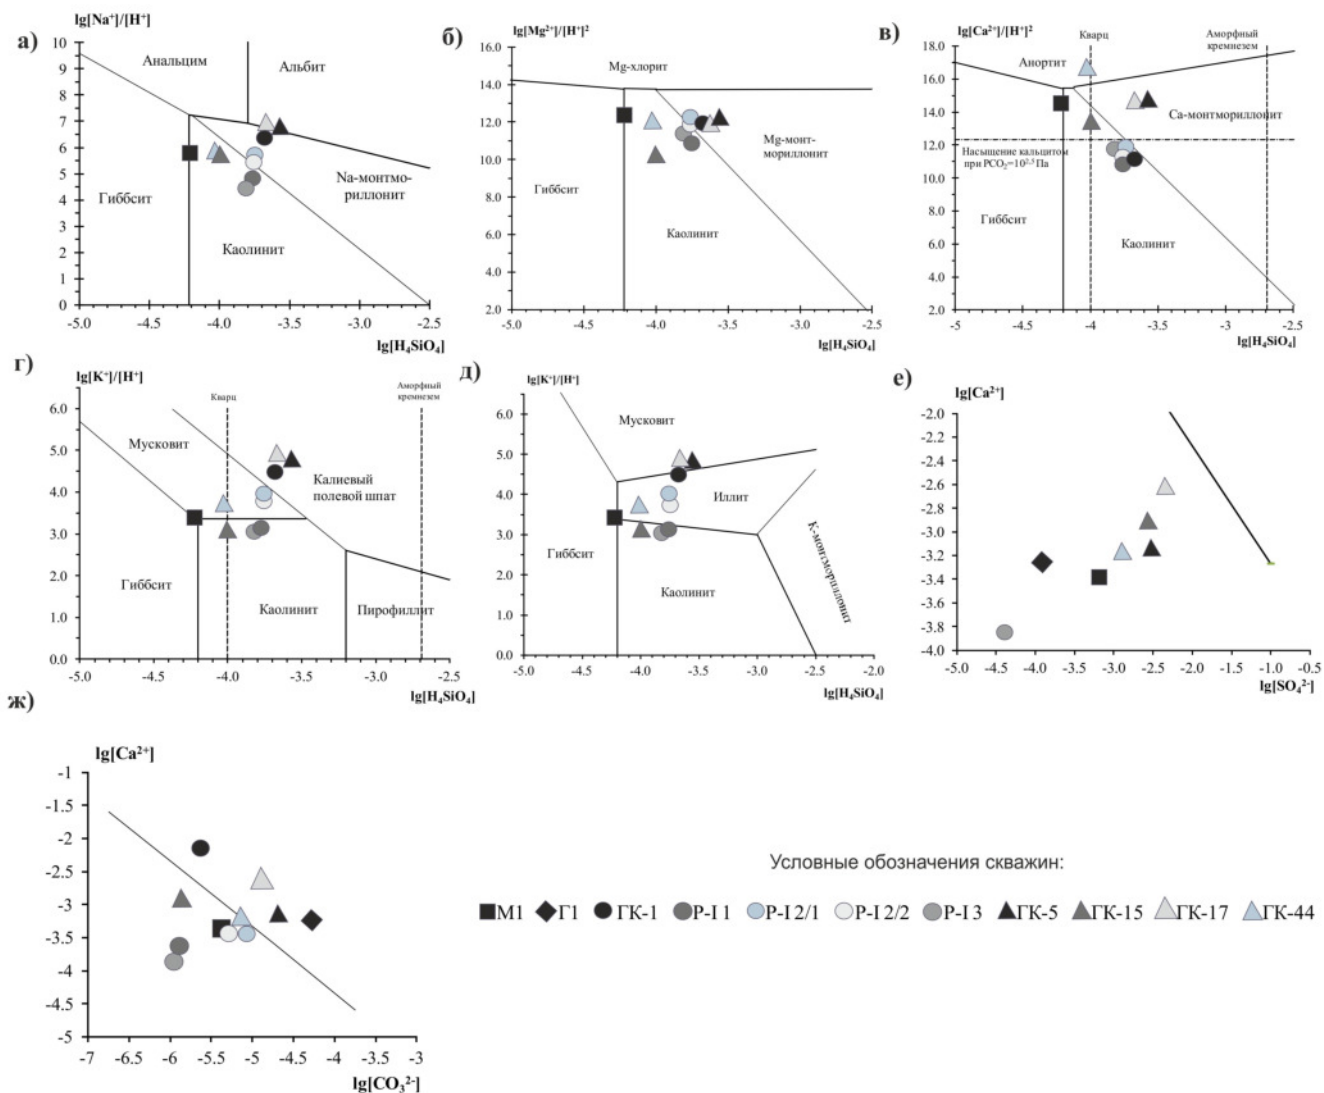 а)
lg[Na⁺]/[H⁺]
10
9
8
7
6
5
4
3
2
1
0
Анальцим
Альбит
Гиббсит
Na-монтмо-
риллонит
Каолинит
-5.0
-4.5
-4.0
-3.5
-3.0
-2.5
lg[H₄SiO₄]
б)
lg[Mg²⁺]/[H⁺]²
16.0
14.0
12.0
10.0
8.0
6.0
4.0
2.0
Mg-хлорит
Mg-монт-
мориллонит
Гиббсит
Каолинит
-5.0
-4.0
-3.0
-2.0
lg[H₄SiO₄]
в)
lg[Ca²⁺]/[H⁺]²
Кварц
Аморфный
кремнезем
18.0
16.0
14.0
12.0
10.0
8.0
6.0
4.0
2.0
Анортит
Са-монтмориллонит
Насыщение кальцитом
при PCO₂=10²·⁵ Па
Гиббсит
Каолинит
-5
-4.5
-4
-3.5
-3
-2.5
lg[H₄SiO₄]
г)
lg[K⁺]/[H⁺]
Кварц
Аморфный
кремнезем
6.0
5.0
4.0
3.0
2.0
1.0
0.0
Мусковит
Калиевый
полевой шпат
Гиббсит
Каолинит
Пирофиллит
-5.0
-4.5
-4.0
-3.5
-3.0
-2.5
lg[H₄SiO₄]
д)
lg[K⁺]/[H⁺]
6.0
5.0
4.0
3.0
2.0
1.0
0.0
Мусковит
Иллит
Гиббсит
Каолинит
К-монтмориллонит
-5.0
-4.5
-4.0
-3.5
-3.0
-2.5
-2.0
lg[H₄SiO₄]
е)
lg[Ca²⁺]
-2.0
-2.2
-2.4
-2.6
-2.8
-3.0
-3.2
-3.4
-3.6
-3.8
-4.0
-5.0
-4.5
-4.0
-3.5
-3.0
-2.5
-2.0
-1.5
-1.0
-0.5
lg[SO₄²⁻]
ж)
lg[Ca²⁺]
-1
-1.5
-2
-2.5
-3
-3.5
-4
-4.5
-5
-7
-6.5
-6
-5.5
-5
-4.5
-4
-3.5
-3
lg[CO₃²⁻]
Условные обозначения скважин:
М1 Г1 ГК-1 Р-I 1 Р-I 2/1 Р-I 2/2 Р-I 3 ГК-5 ГК-15 ГК-17 ГК-44